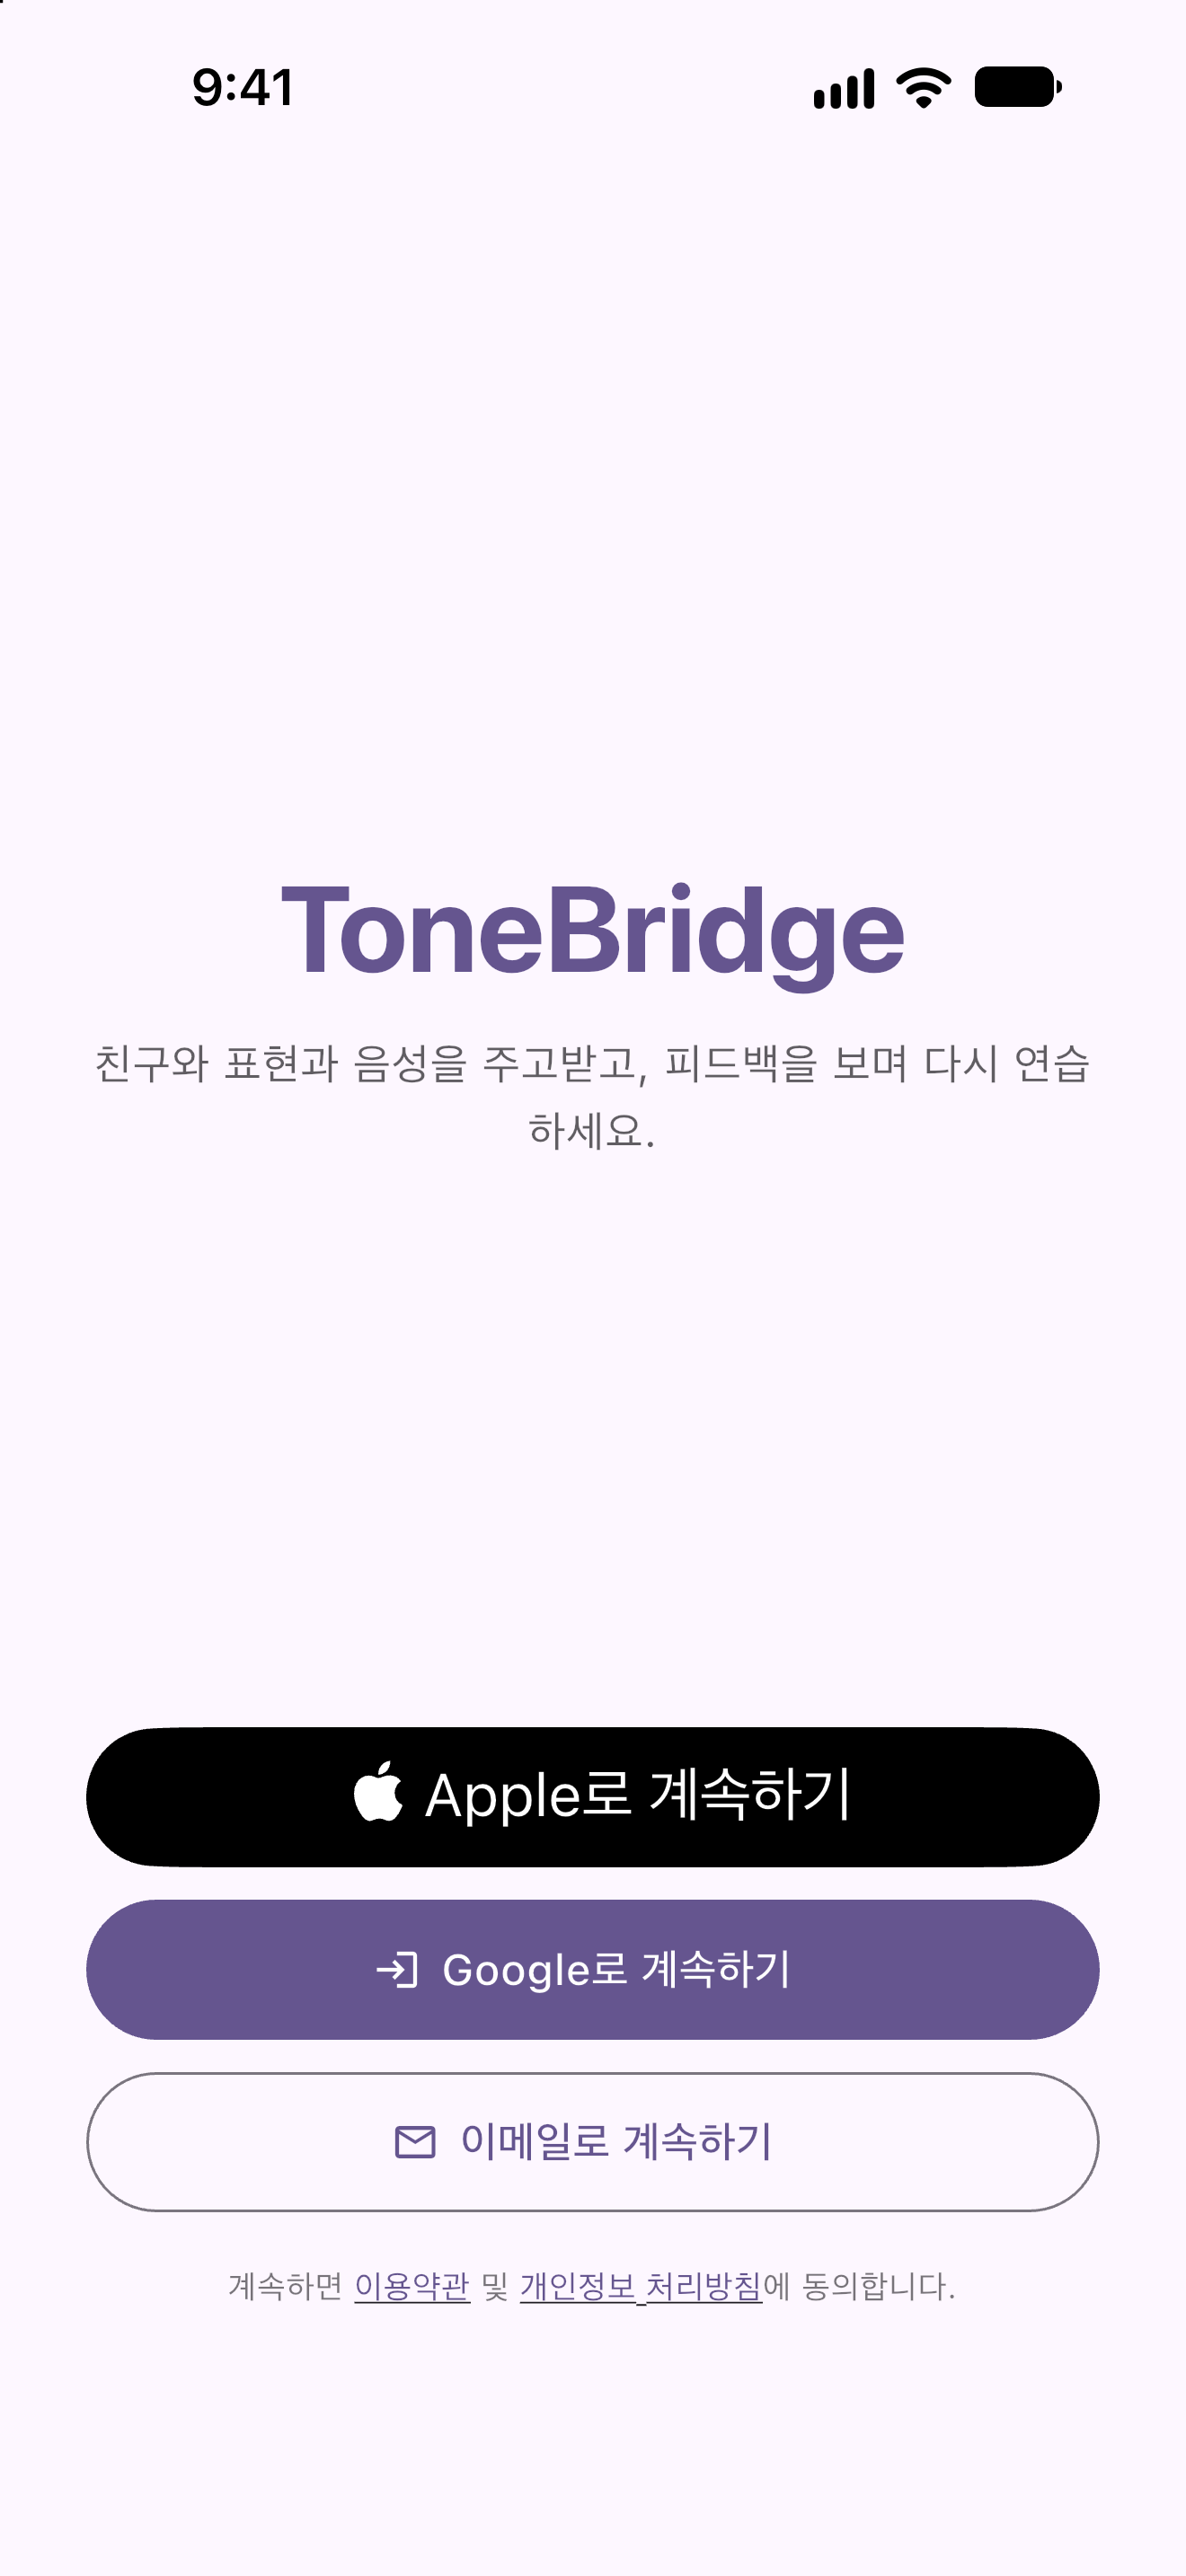 9:41
ToneBridge
친구와 표현과 음성을 주고받고, 피드백을 보며 다시 연습
하세요.
Apple로 계속하기
Google로 계속하기
이메일로 계속하기
계속하면 이용약관 및 개인정보 처리방침에 동의합니다.